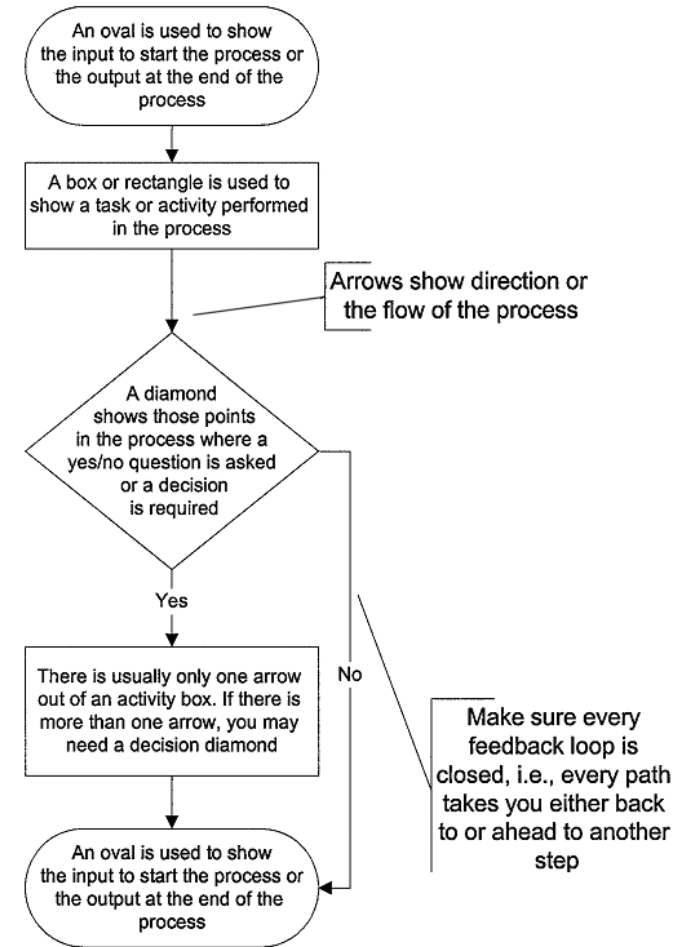 An oval is used to show
the input to start the process or
the output at the end of the
process
A box or rectangle is used to
show a task or activity performed
in the process
Arrows show direction or
the flow of the process
A diamond
shows those points
in the process where a
yes/no question is asked
or a decision
is required
Yes
No
There is usually only one arrow
out of an activity box. If there is
more than one arrow, you may
need a decision diamond
Make sure every
feedback loop is
closed, i.e., every path
takes you either back
to or ahead to another
step
An oval is used to show
the input to start the process or
the output at the end of the
process